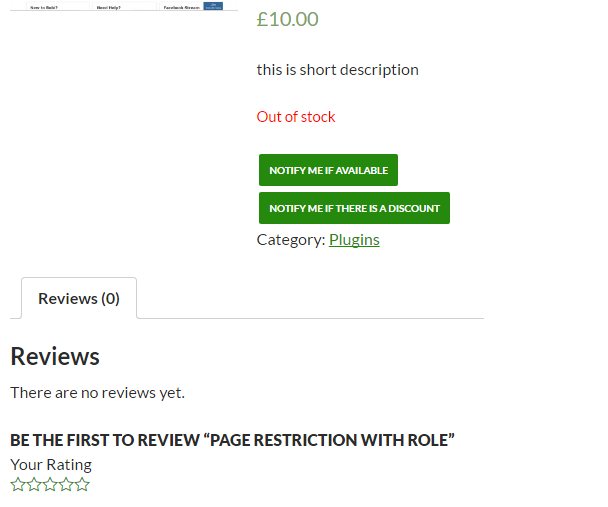 New to Bold?
Need Help?
Facebook Stream
£10.00
this is short description
Out of stock
NOTIFY ME IF AVAILABLE
NOTIFY ME IF THERE IS A DISCOUNT
Category: Plugins
Reviews (0)
Reviews
There are no reviews yet.
BE THE FIRST TO REVIEW “PAGE RESTRICTION WITH ROLE”
Your Rating